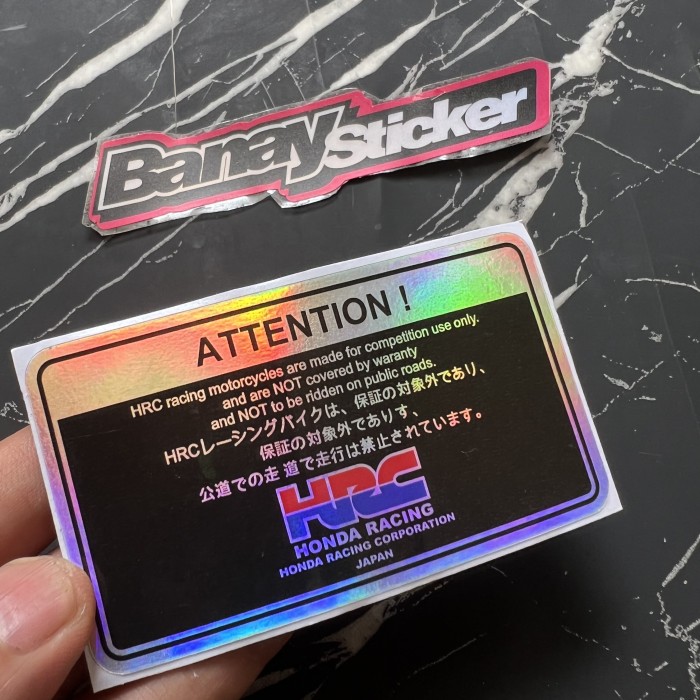 BanaySticker
ATTENTION !
HRC racing motorcycles are made for competition use only.
and are NOT covered by waranty
and NOT to be ridden on public roads.
HRCレーシングバイクは、保証の対象外であり、
保証の対象外でありす、
公道での走 道で走行は禁止されています。
HRC
HONDA RACING
HONDA RACING CORPORATION
JAPAN